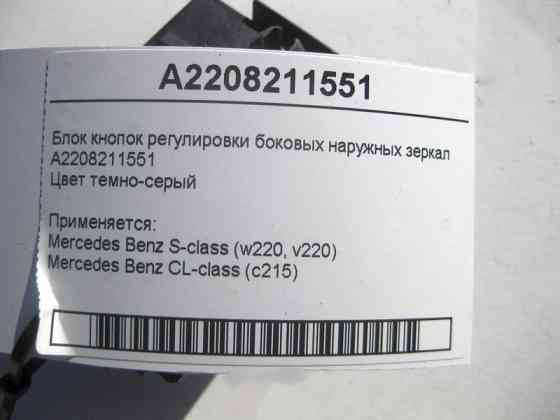 A2208211551
Блок кнопок регулировки боковых наружных зеркал
A2208211551
Цвет темно-серый
Применяется:
Mercedes Benz S-class (w220, v220)
Mercedes Benz CL-class (c215)